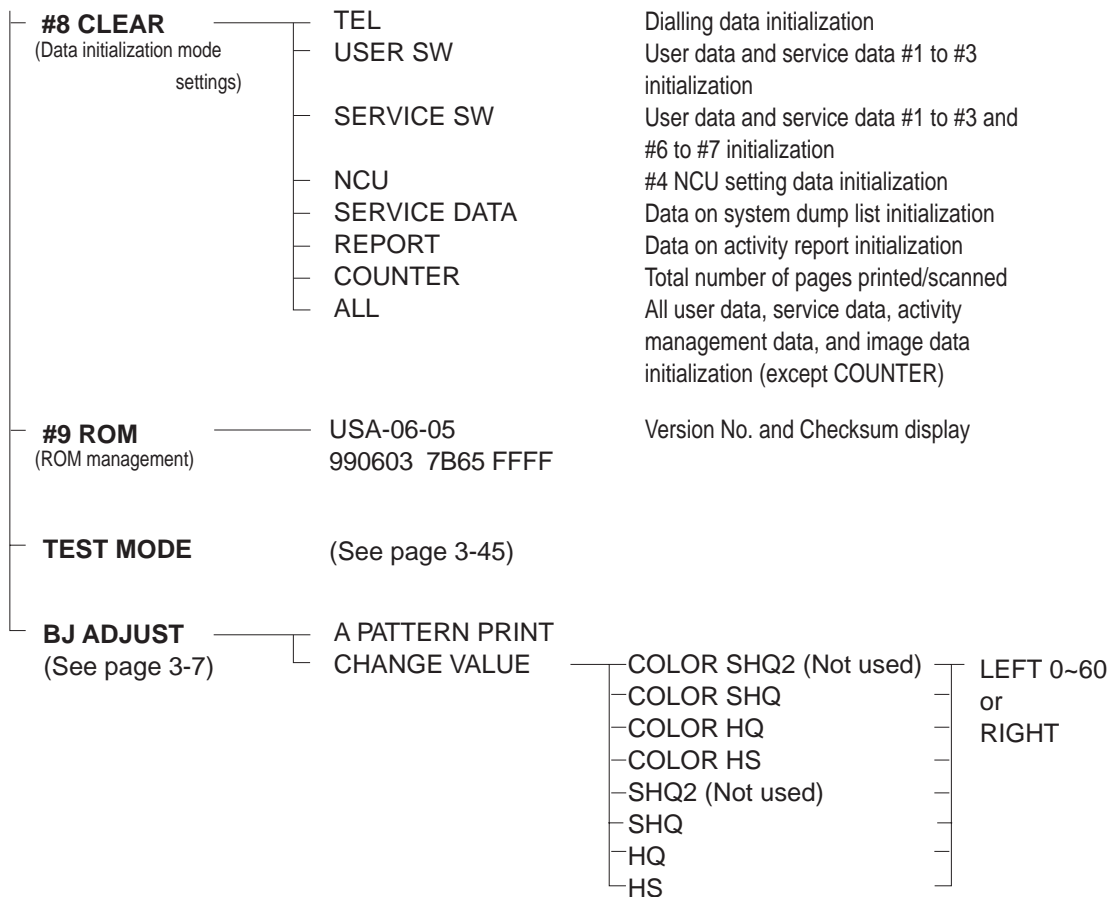 #8 CLEAR
(Data initialization mode
settings)
TEL Dialling data initialization
USER SW User data and service data #1 to #3
initialization
SERVICE SW User data and service data #1 to #3 and
#6 to #7 initialization
NCU #4 NCU setting data initialization
SERVICE DATA Data on system dump list initialization
REPORT Data on activity report initialization
COUNTER Total number of pages printed/scanned
ALL All user data, service data, activity
management data, and image data
initialization (except COUNTER)
#9 ROM
(ROM management)
USA-06-05 Version No. and Checksum display
990603 7B65 FFFF
TEST MODE (See page 3-45)
BJ ADJUST
(See page 3-7)
A PATTERN PRINT
CHANGE VALUE
COLOR SHQ2 (Not used)
COLOR SHQ
COLOR HQ
COLOR HS
SHQ2 (Not used)
SHQ
HQ
HS
LEFT 0~60
or
RIGHT